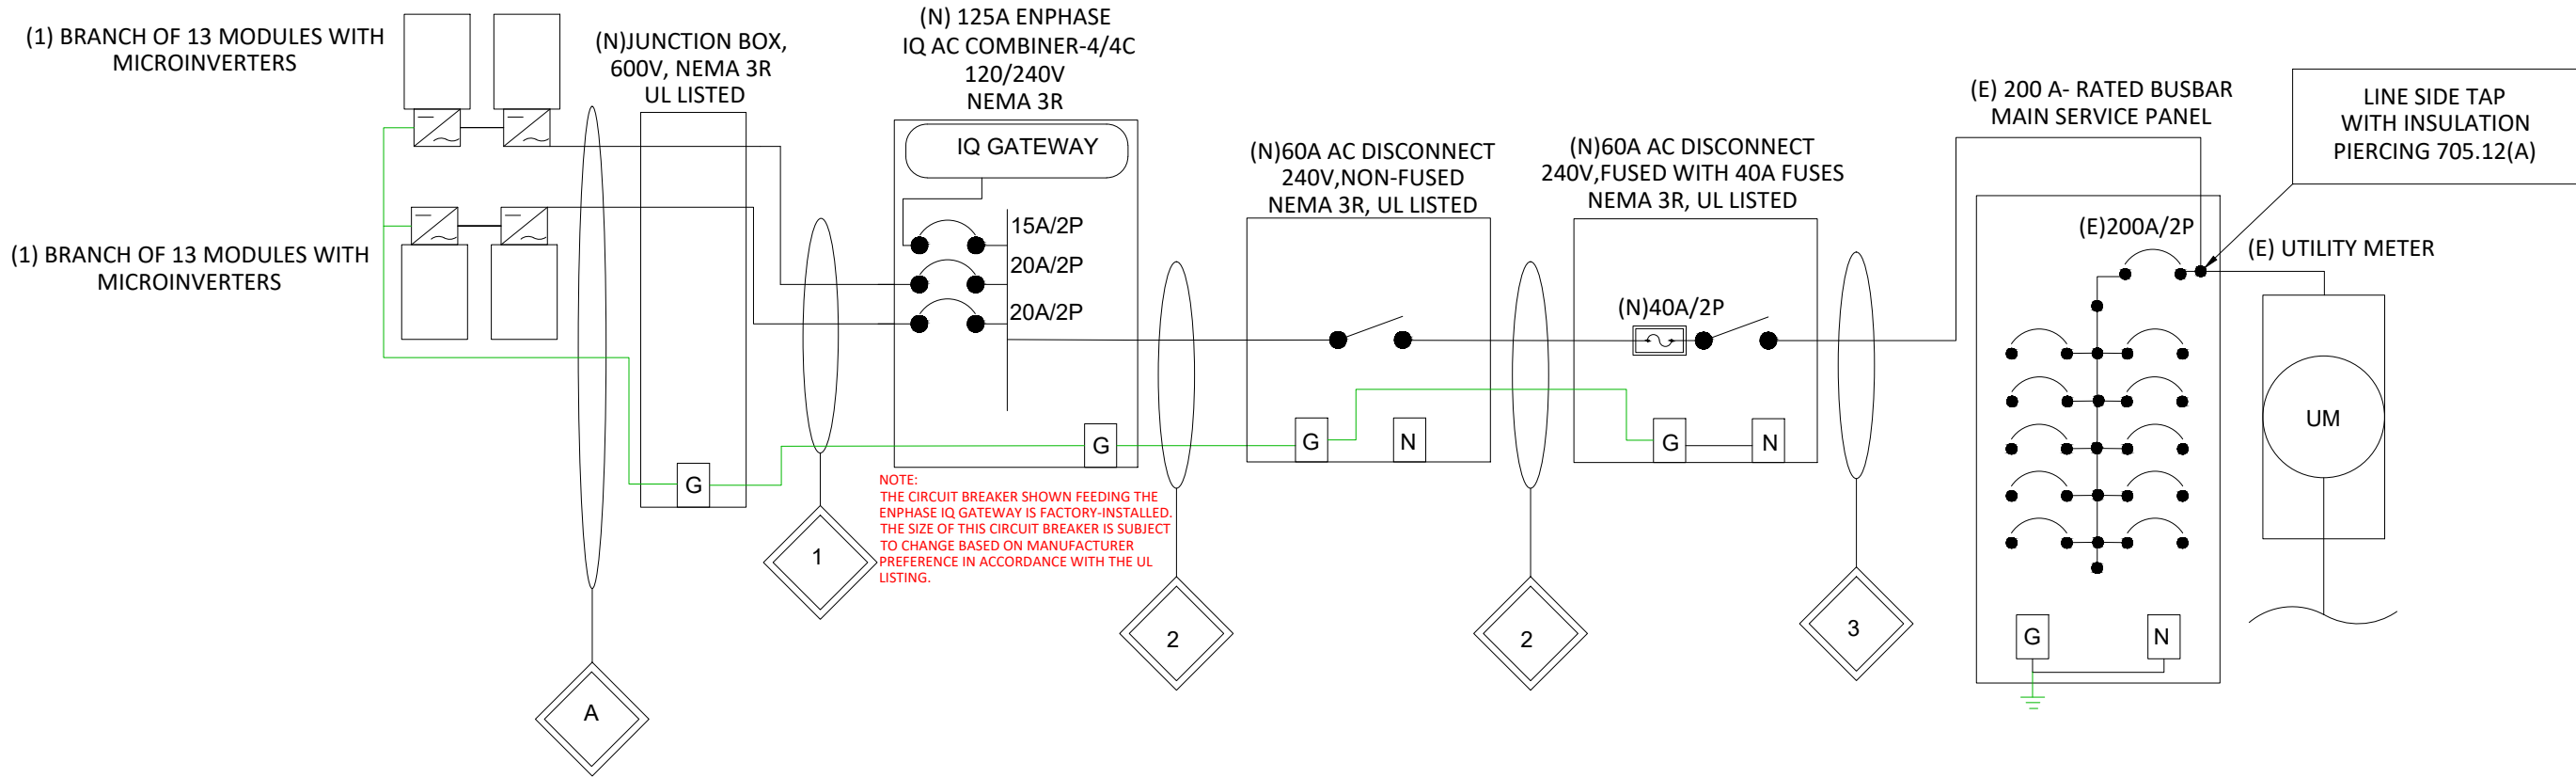 (1) BRANCH OF 13 MODULES WITH
MICROINVERTERS
(1) BRANCH OF 13 MODULES WITH
MICROINVERTERS
A
(N)JUNCTION BOX,
600V, NEMA 3R
UL LISTED
G
1
(N) 125A ENPHASE
IQ AC COMBINER-4/4C
120/240V
NEMA 3R
IQ GATEWAY
15A/2P
20A/2P
20A/2P
G
NOTE:
THE CIRCUIT BREAKER SHOWN FEEDING THE
ENPHASE IQ GATEWAY IS FACTORY-INSTALLED.
THE SIZE OF THIS CIRCUIT BREAKER IS SUBJECT
TO CHANGE BASED ON MANUFACTURER
PREFERENCE IN ACCORDANCE WITH THE UL
LISTING.
2
(N)60A AC DISCONNECT
240V,NON-FUSED
NEMA 3R, UL LISTED
G
N
2
(N)60A AC DISCONNECT
240V,FUSED WITH 40A FUSES
NEMA 3R, UL LISTED
(N)40A/2P
G
N
3
(E) 200 A- RATED BUSBAR
MAIN SERVICE PANEL
(E)200A/2P
G
N
LINE SIDE TAP
WITH INSULATION
PIERCING 705.12(A)
(E) UTILITY METER
UM